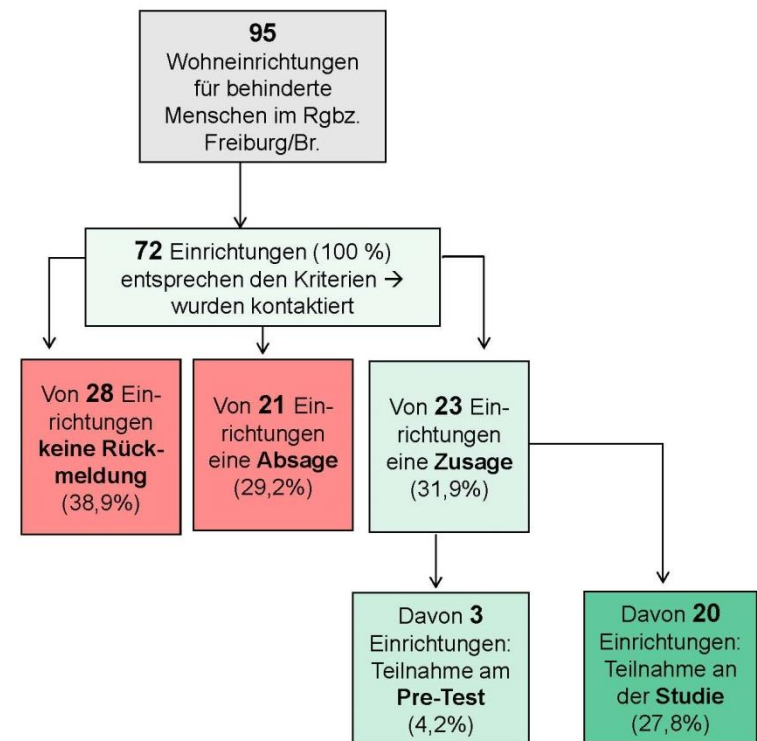 95
Wohneinrichtungen
für behinderte
Menschen im Rgbz.
Freiburg/Br.
72 Einrichtungen (100 %)
entsprechen den Kriterien →
wurden kontaktiert
Von 28 Ein-
richtungen
keine Rück-
meldung
(38,9%)
Von 21 Ein-
richtungen
eine Absage
(29,2%)
Von 23 Ein-
richtungen
eine Zusage
(31,9%)
Davon 3
Einrichtungen:
Teilnahme am
Pre-Test
(4,2%)
Davon 20
Einrichtungen:
Teilnahme an
der Studie
(27,8%)